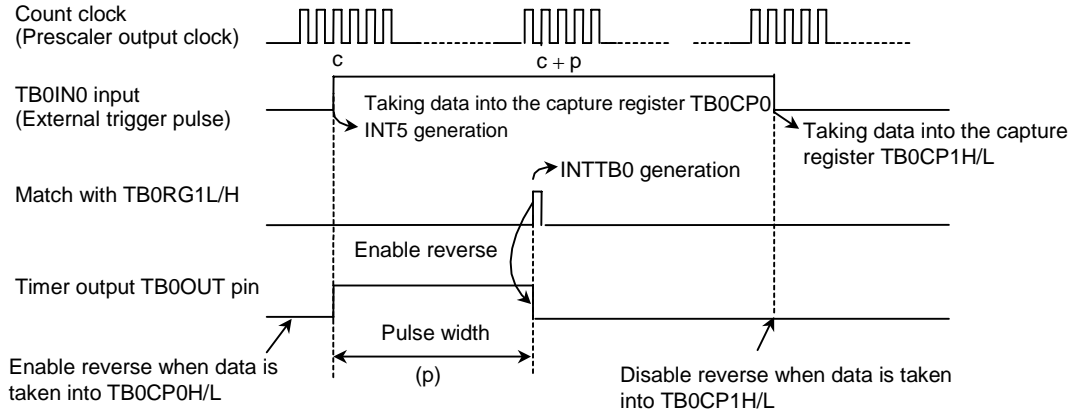 Count clock
(Prescaler output clock)
c
c + p
TB0IN0 input
(External trigger pulse)
Taking data into the capture register TB0CP0
INT5 generation
Taking data into the capture
register TB0CP1H/L
INTTB0 generation
Match with TB0RG1L/H
Enable reverse
Timer output TB0OUT pin
Pulse width
(p)
Enable reverse when data is
taken into TB0CP0H/L
Disable reverse when data is taken
into TB0CP1H/L